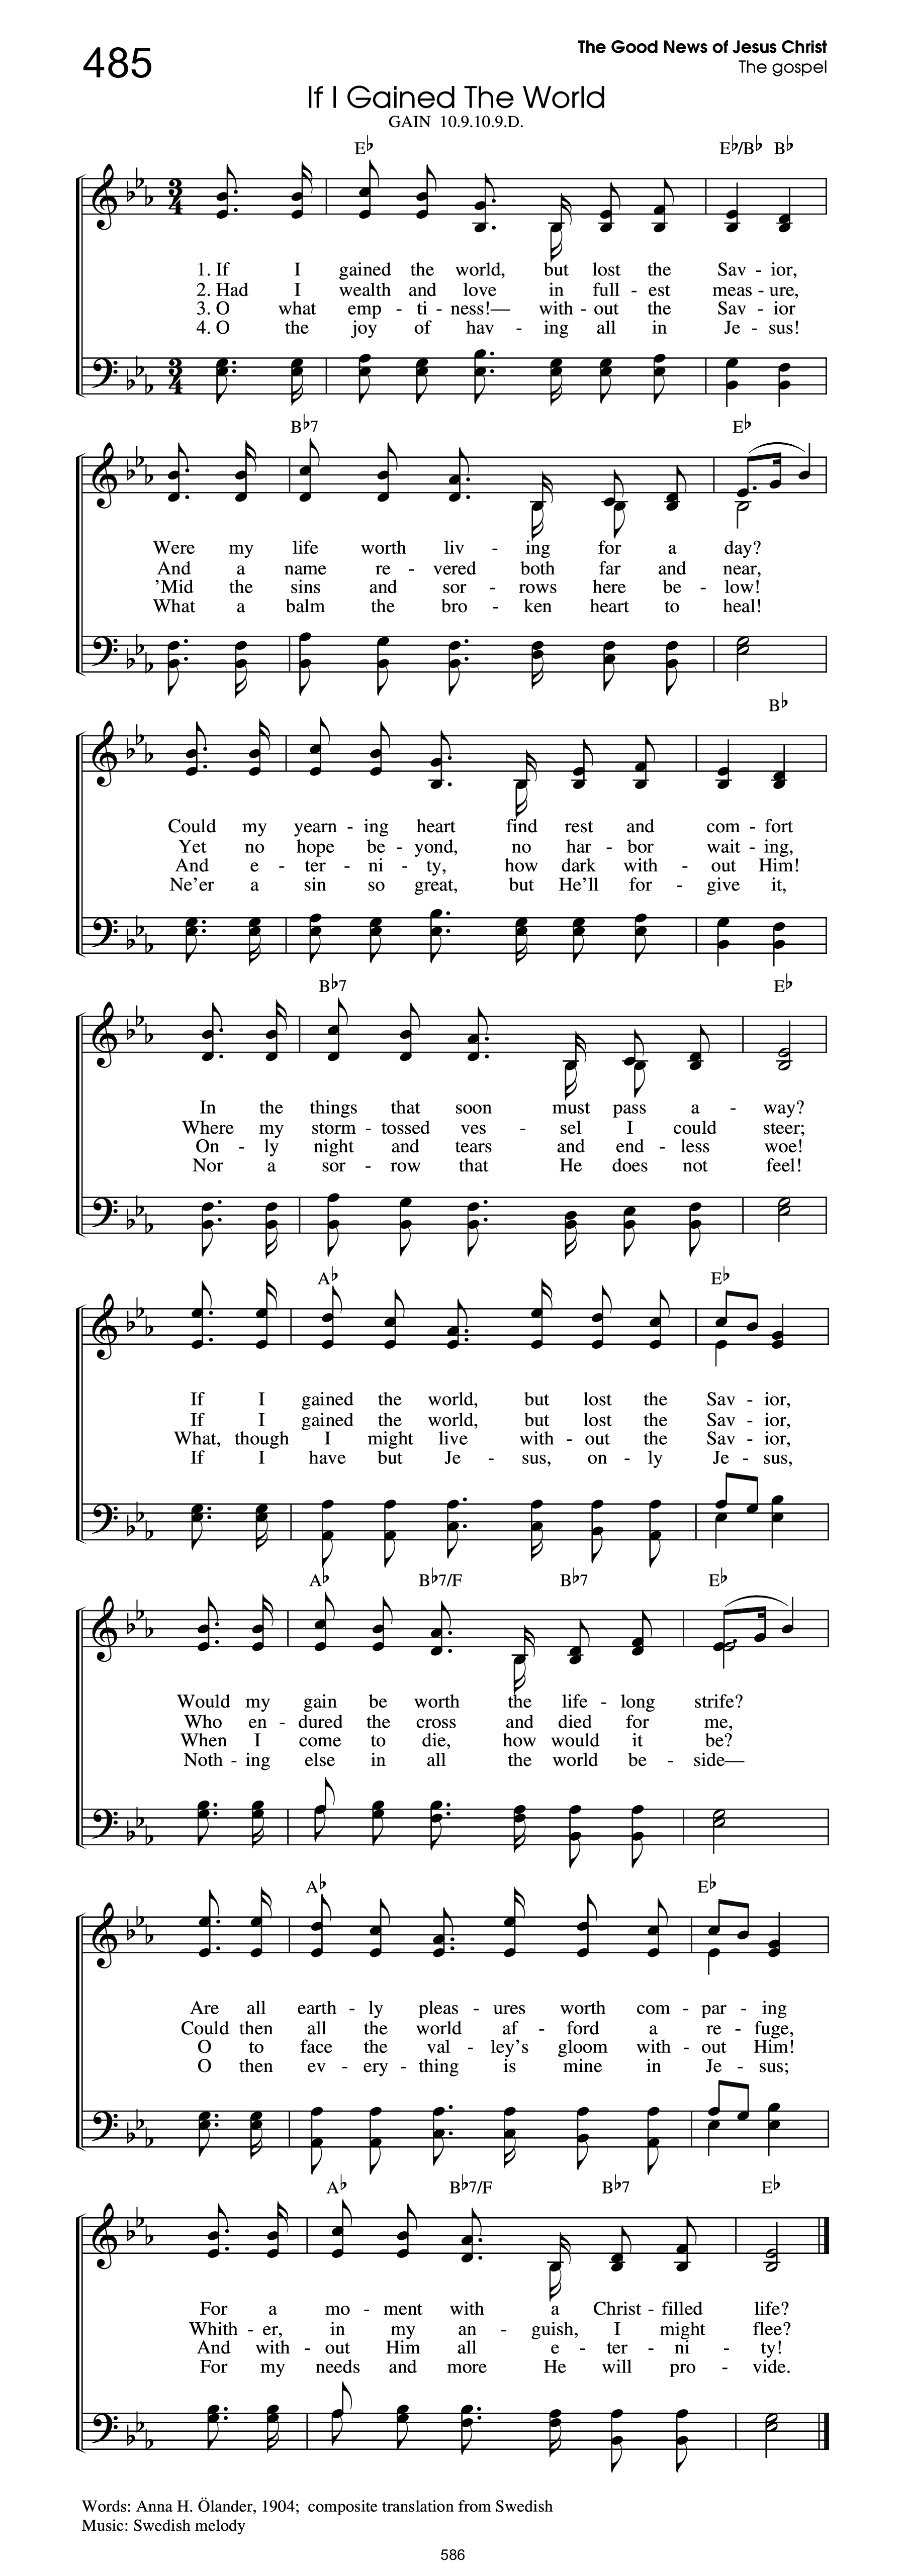 485
The Good News of Jesus Christ
The gospel
If I Gained The World
GAIN 10.9.10.9.D.
E♭ E♭/B♭ B♭
1. If I gained the world, but lost the Sav - ior,
2. Had I wealth and love in full - est meas - ure,
3. O what emp - ti - ness!— with - out the Sav - ior
4. O the joy of hav - ing all in Je - sus!
B♭7 E♭
Were my life worth liv - ing for a day?
And a name re - vered both far and near,
'Mid the sins and sor - rows here be - low!
What a balm the bro - ken heart to heal!
B♭
Could my yearn - ing heart find rest and com - fort
Yet no hope be - yond, no har - bor wait - ing,
And e - ter - ni - ty, how dark with - out Him!
Ne'er a sin so great, but He'll for - give it,
B♭7 E♭
In the things that soon must pass a - way?
Where my storm - tossed ves - sel I could steer;
On - ly night and tears and end - less woe!
Nor a sor - row that He does not feel!
A♭ E♭
If I gained the world, but lost the Sav - ior,
If I gained the world, but lost the Sav - ior,
What, though I might live with - out the Sav - ior,
If I have but Je - sus, on - ly Je - sus,
A♭ B♭7/F B♭7 E♭
Would my gain be worth the life - long strife?
Who en - dured the cross and died for me,
When I come to die, how would it be?
Noth - ing else in all the world be - side—
A♭ E♭
Are all earth - ly pleas - ures worth com - par - ing
Could then all the world af - ford a re - fuge,
O to face the val - ley's gloom with - out Him!
O then ev - ery - thing is mine in Je - sus;
A♭ B♭7/F B♭7 E♭
For a mo - ment with a Christ - filled life?
Whith - er, in my an - guish, I might flee?
And with - out Him all e - ter - ni - ty!
For my needs and more He will pro - vide.
Words: Anna H. Ölander, 1904; composite translation from Swedish
Music: Swedish melody
586